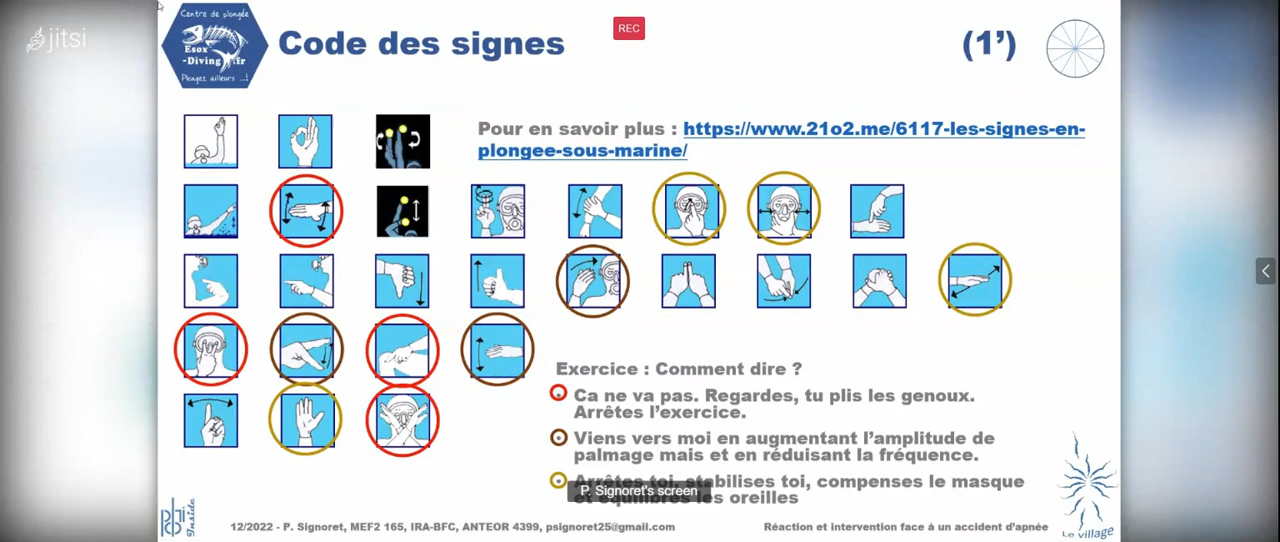 jitsi
Centre de plongée
Esox
-Diving.fr
Plongez ailleurs ...!
Code des signes
REC
(1’)
Pour en savoir plus : https://www.21o2.me/6117-les-signes-en-
plongee-sous-marine/
Exercice : Comment dire ?
Ca ne va pas. Regardes, tu plis les genoux.
Arrêtes l’exercice.
Viens vers moi en augmentant l’amplitude de
palmage mais et en réduisant la fréquence.
Arrêtes toi, stabilises toi, compenses le masque
et équilibres les oreilles
P. Signoret's screen
Inside
12/2022 - P. Signoret, MEF2 165, IRA-BFC, ANTEOR 4399, psignoret25@gmail.com
Réaction et intervention face à un accident d’apnée
Le village